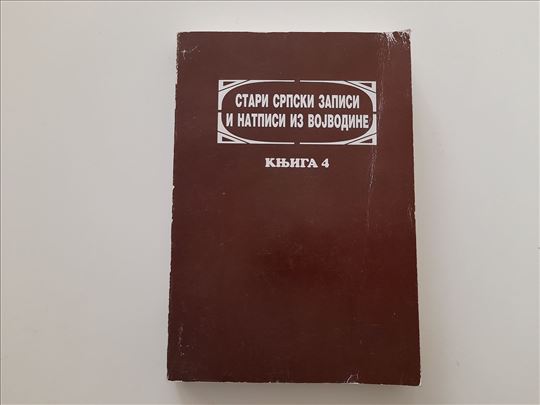 СТАРИ СРПСКИ ЗАПИСИ
И НАТПИСИ ИЗ ВОЈВОДИНЕ
КЊИГА 4